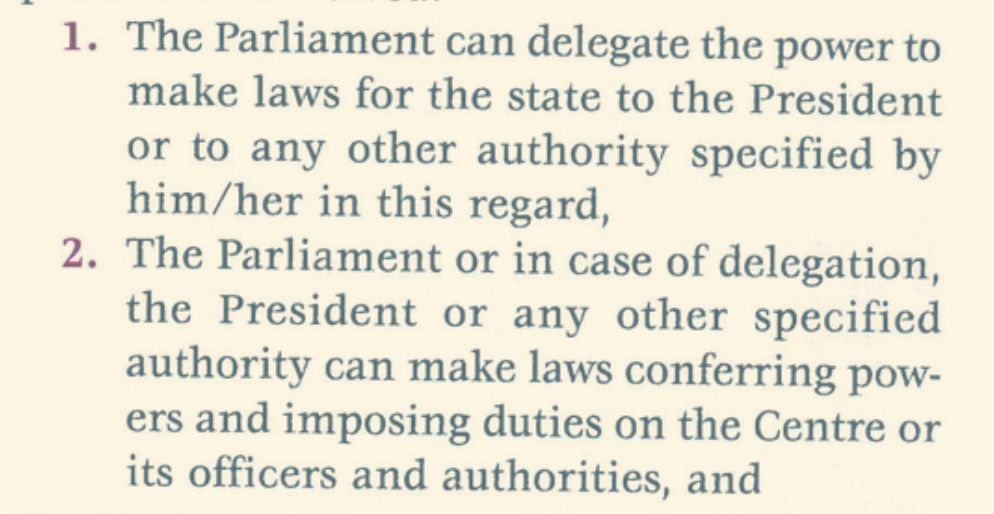 1. The Parliament can delegate the power to
make laws for the state to the President
or to any other authority specified by
him/her in this regard,
2. The Parliament or in case of delegation,
the President or any other specified
authority can make laws conferring pow-
ers and imposing duties on the Centre or
its officers and authorities, and